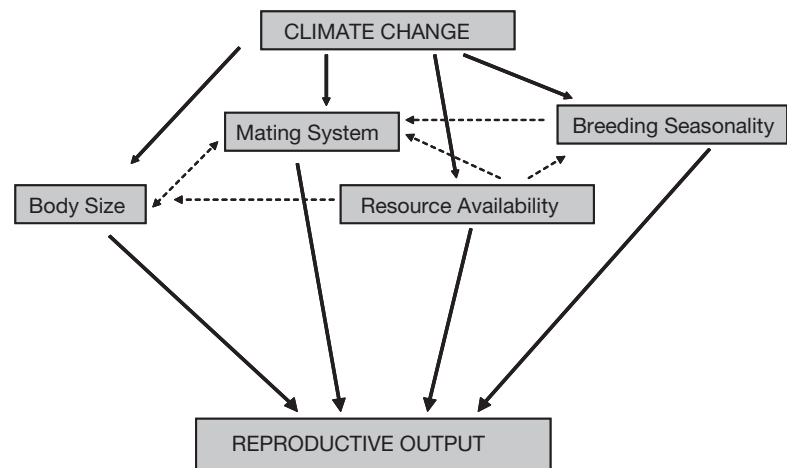 CLIMATE CHANGE
Mating System
Breeding Seasonality
Body Size
Resource Availability
REPRODUCTIVE OUTPUT